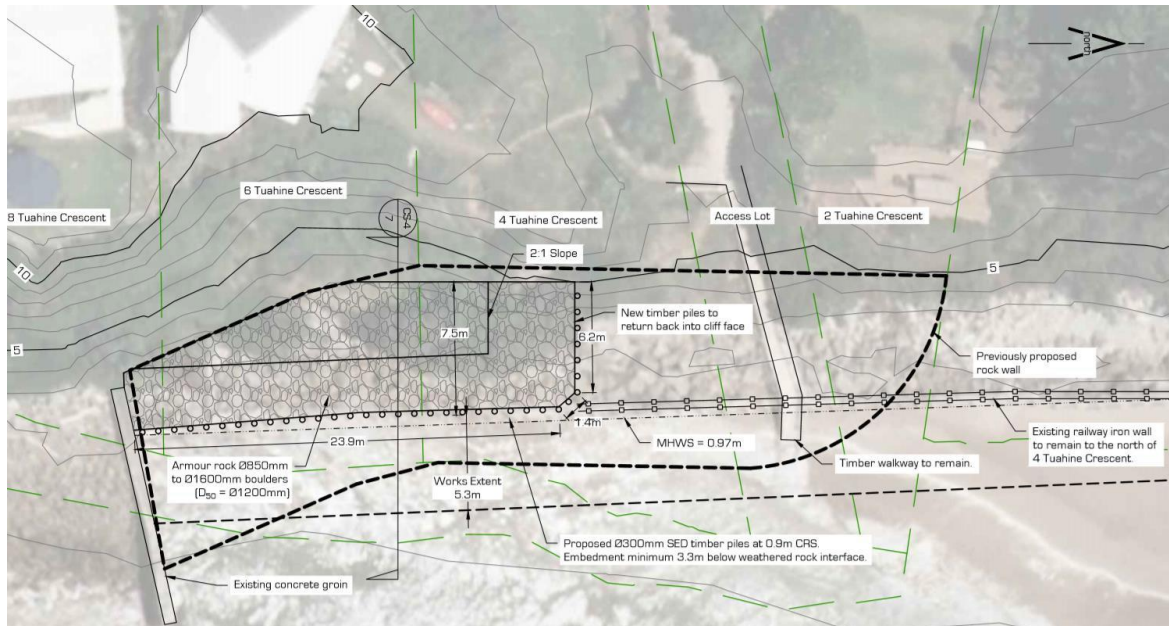 10
north
6 Tuahine Crescent
8 Tuahine Crescent
4 Tuahine Crescent
Access Lot
2 Tuahine Crescent
7
2:1 Slope
10
5
New timber piles to
return back into cliff face
7.5m
6.2m
Previously proposed
rock wall
5
1.4m
23.9m
MHWS = 0.97m
Existing railway iron wall
to remain to the north of
4 Tuahine Crescent.
Armour rock Ø850mm
to Ø1600mm boulders
(D50 = Ø1200mm)
Timber walkway to remain.
Works Extent
5.3m
Proposed Ø300mm SED timber piles at 0.9m CRS.
Embedment minimum 3.3m below weathered rock interface.
Existing concrete groin